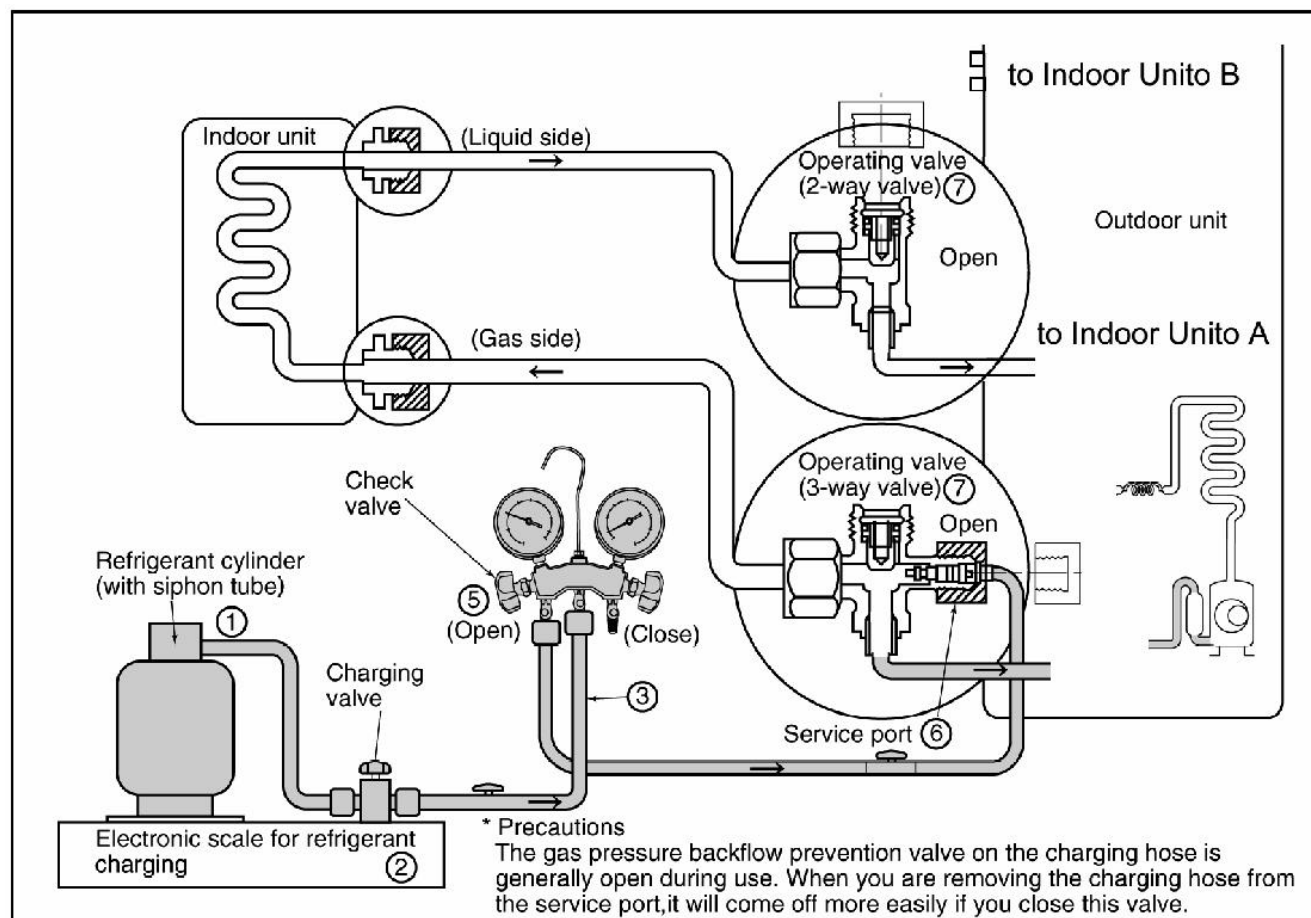 to Indoor Unito B
Indoor unit
(Liquid side)
Operating valve
(2-way valve) ⑦
Outdoor unit
Open
to Indoor Unito A
(Gas side)
Operating valve
(3-way valve) ⑦
Open
Check
valve
Refrigerant cylinder
(with siphon tube)
①
⑤
(Open)
(Close)
Charging
valve
③
Service port ⑥
Electronic scale for refrigerant
charging ②
* Precautions
The gas pressure backflow prevention valve on the charging hose is
generally open during use. When you are removing the charging hose from
the service port,it will come off more easily if you close this valve.